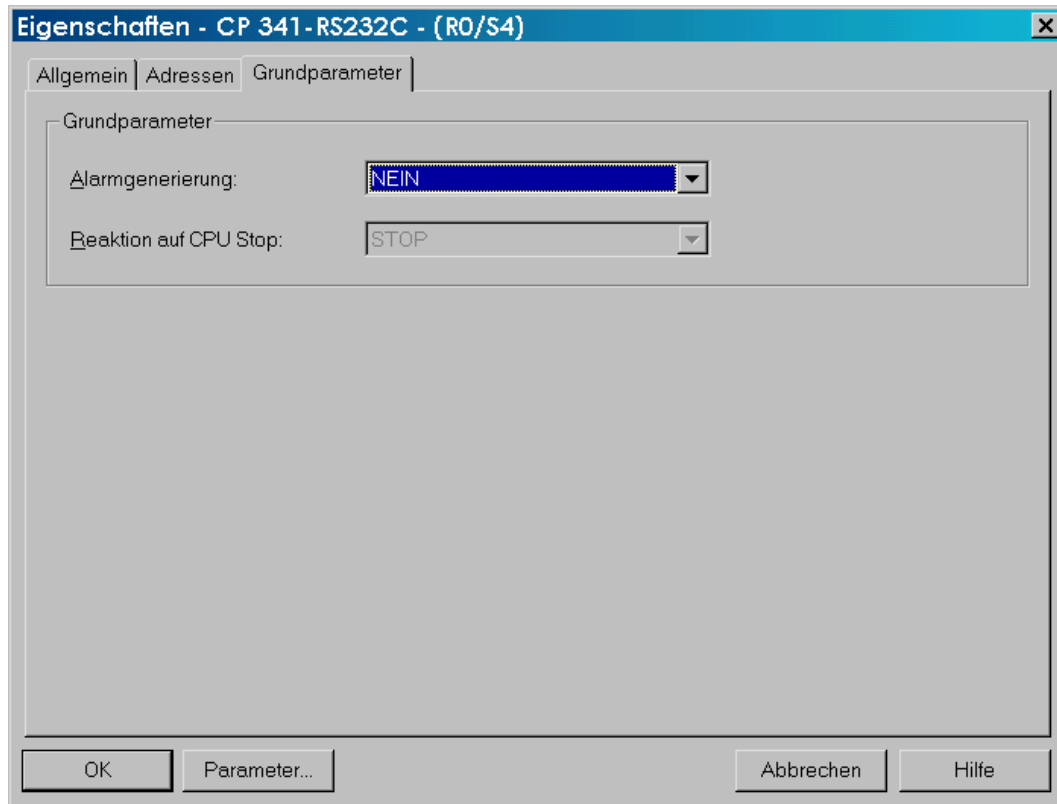 Eigenschaften - CP 341-RS232C - (R0/S4)
Allgemein Adressen Grundparameter
Grundparameter
Alarmgenerierung: NEIN
Reaktion auf CPU Stop: STOP
OK Parameter... Abbrechen Hilfe